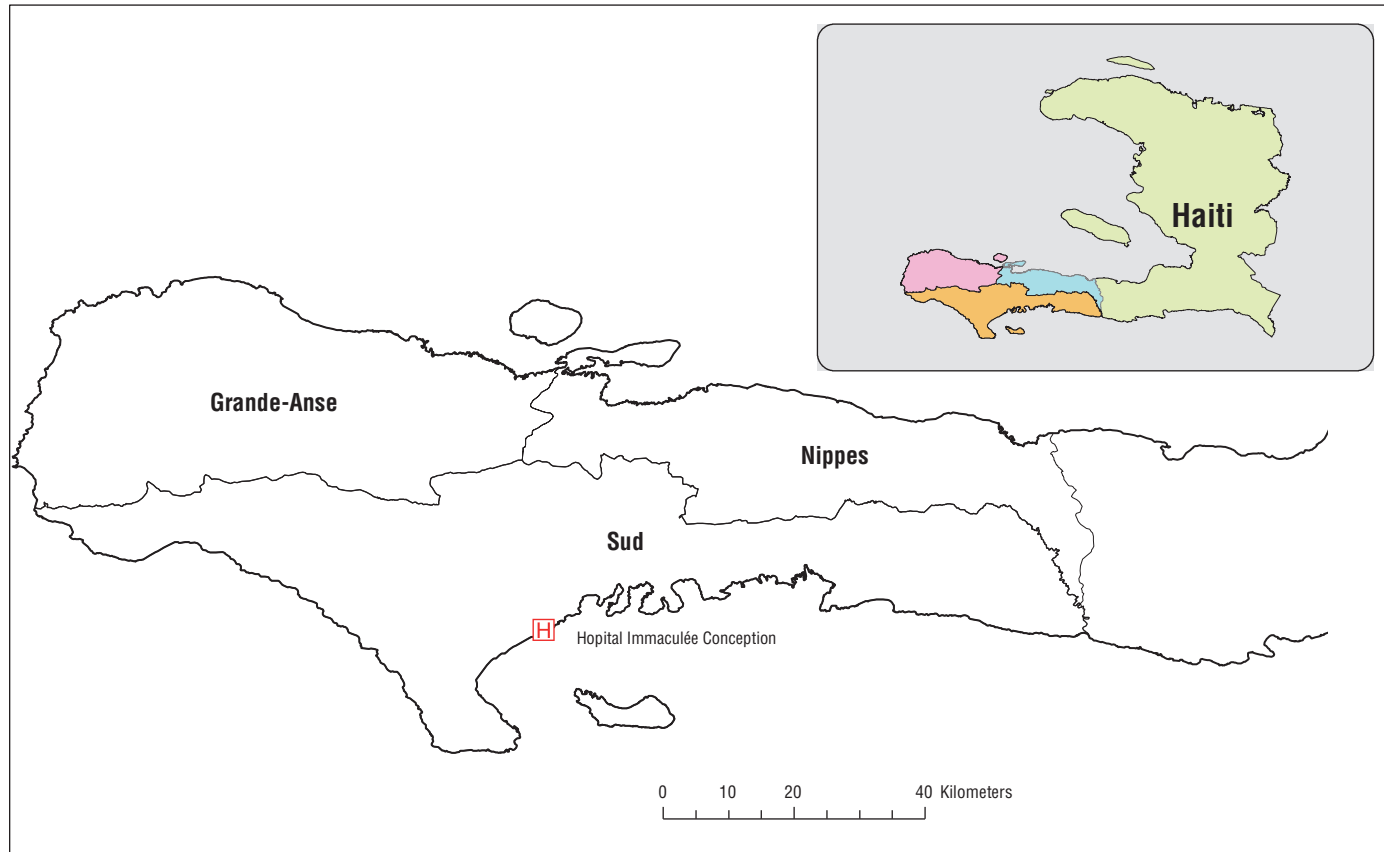 Haiti
Grande-Anse
Nippes
Sud
H
Hopital Immaculée Conception
0 10 20 40 Kilometers